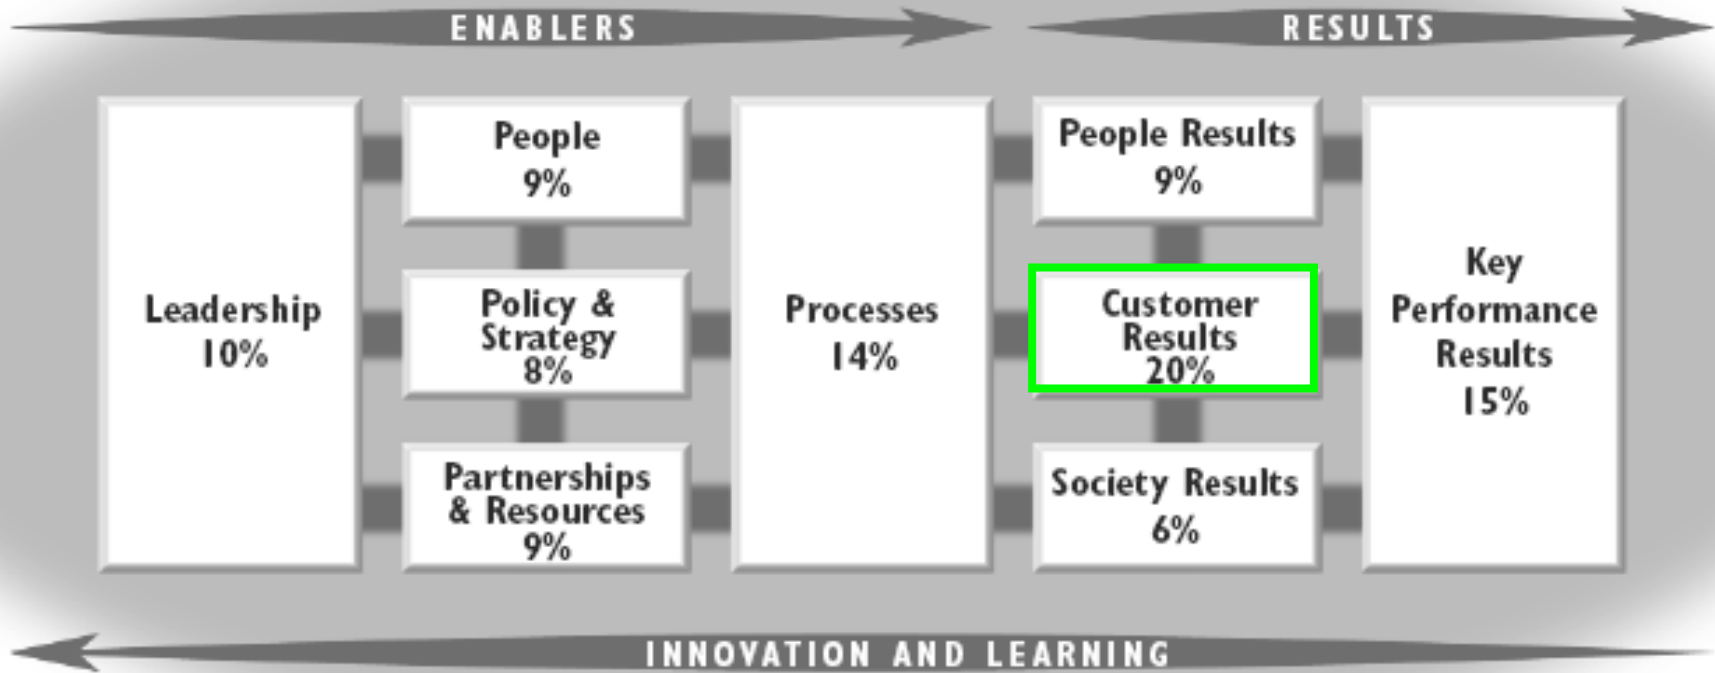 ENABLERS
RESULTS
Leadership
10%
People
9%
Policy &
Strategy
8%
Partnerships
& Resources
9%
Processes
14%
People Results
9%
Customer
Results
20%
Society Results
6%
Key
Performance
Results
15%
INNOVATION AND LEARNING